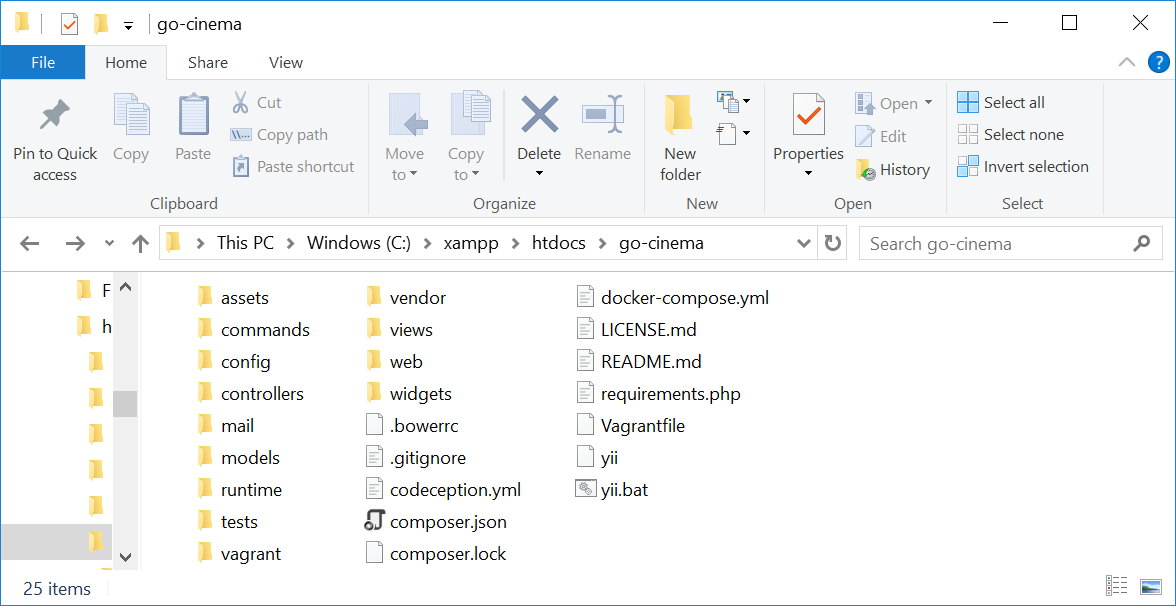 go-cinema
File Home Share View
?
Pin to Quick access
Copy
Paste
Cut
Copy path
Paste shortcut
Clipboard
Move to
Copy to
Delete
Rename
Organize
New folder
New
Properties
Open
Edit
History
Open
Select all
Select none
Invert selection
Select
This PC > Windows (C:) > xampp > htdocs > go-cinema
Search go-cinema
F
h
assets
commands
config
controllers
mail
models
runtime
tests
vagrant
vendor
views
web
widgets
.bowerrc
.gitignore
codeception.yml
composer.json
composer.lock
docker-compose.yml
LICENSE.md
README.md
requirements.php
Vagrantfile
yii
yii.bat
25 items